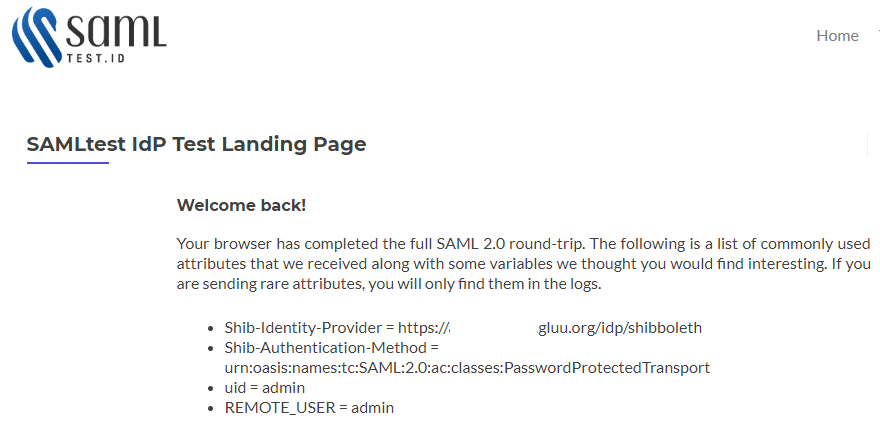 samL
TEST.ID
Home
SAMLtest IdP Test Landing Page
Welcome back!
Your browser has completed the full SAML 2.0 round-trip. The following is a list of commonly used
attributes that we received along with some variables we thought you would find interesting. If you
are sending rare attributes, you will only find them in the logs.
• Shib-Identity-Provider = https:// .gluu.org/idp/shibboleth
• Shib-Authentication-Method =
urn:oasis:names:tc:SAML:2.0:ac:classes:PasswordProtectedTransport
• uid = admin
• REMOTE_USER = admin